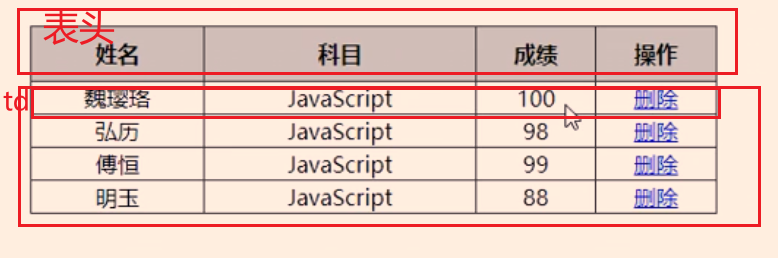 表头
姓名 科目 成绩 操作
td 魏璎珞 JavaScript 100 删除
弘历 JavaScript 98 删除
傅恒 JavaScript 99 删除
明玉 JavaScript 88 删除